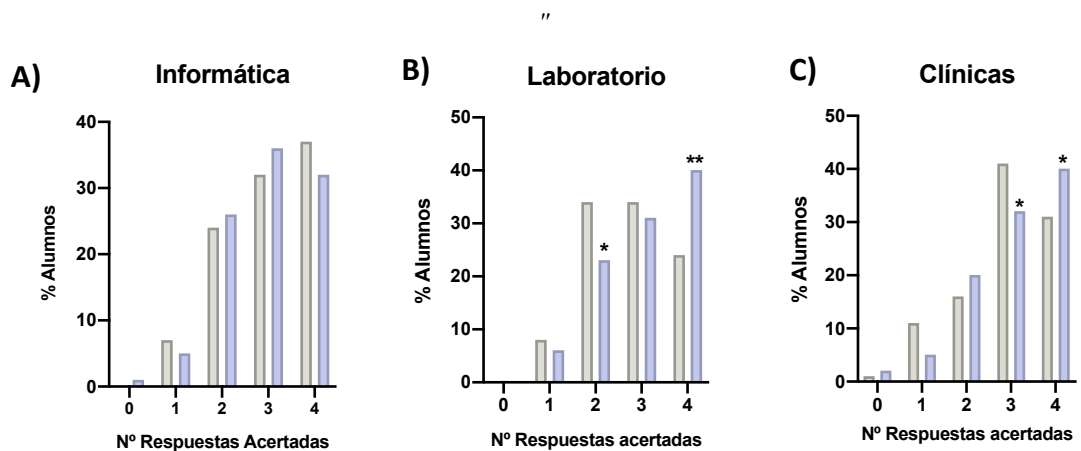 "
A)
Informática
% Alumnos
40
30
20
10
0
0 1 2 3 4
Nº Respuestas Acertadas
B)
Laboratorio
% Alumnos
50
40
30
20
10
0
* **
0 1 2 3 4
Nº Respuestas acertadas
C)
Clínicas
% Alumnos
50
40
30
20
10
0
* *
0 1 2 3 4
Nº Respuestas acertadas